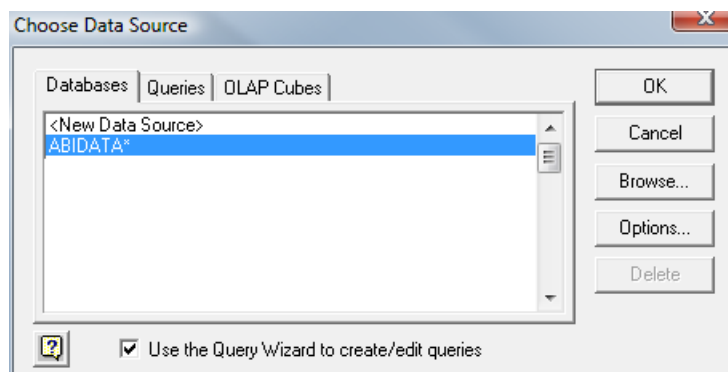 Choose Data Source
Databases
Queries
OLAP Cubes
<New Data Source>
ABIDATA*
OK
Cancel
Browse...
Options...
Delete
Use the Query Wizard to create/edit queries